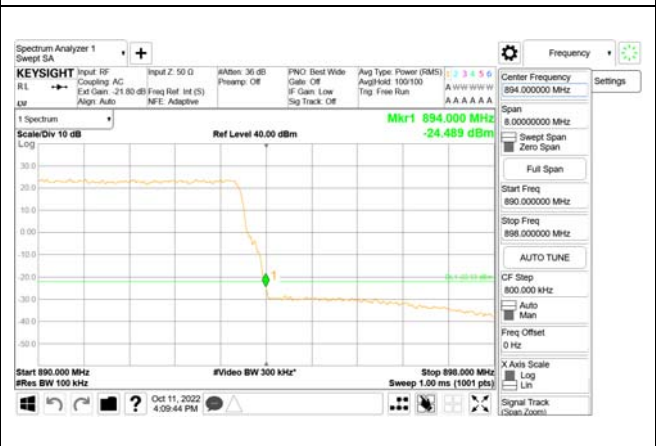 Spectrum Analyzer 1
Swept SA
+
Frequency
KEYSIGHT
RL
Input: RF
Coupling: AC
Ext Gain: -21.80 dB
Align: Auto
Input Z: 50 Ω
Freq Ref: Int (S)
NFE: Adaptive
#Atten: 36 dB
Preamp: Off
PNO: Best Wide
Gate: Off
IF Gain: Low
Sig Track: Off
Avg Type: Power (RMS)
Avg|Hold: 100/100
Trig: Free Run
1 2 3 4 5 6
A W W W W W
A A A A A A
1 Spectrum
Scale/Div 10 dB
Ref Level 40.00 dBm
Mkr1 894.000 MHz
-24.489 dBm
Log
30.0
20.0
10.0
0.00
-10.0
-20.0
-30.0
-40.0
-50.0
1
Start 890.000 MHz
#Res BW 100 kHz
#Video BW 300 kHz*
Stop 898.000 MHz
Sweep 1.00 ms (1001 pts)
Oct 11, 2022
4:09:44 PM
?
Center Frequency
894.000000 MHz
Settings
Span
8.00000000 MHz
Swept Span
Zero Span
Full Span
Start Freq
890.000000 MHz
Stop Freq
898.000000 MHz
AUTO TUNE
CF Step
800.000 kHz
Auto
Man
Freq Offset
0 Hz
X Axis Scale
Log
Lin
Signal Track
(Span Zoom)